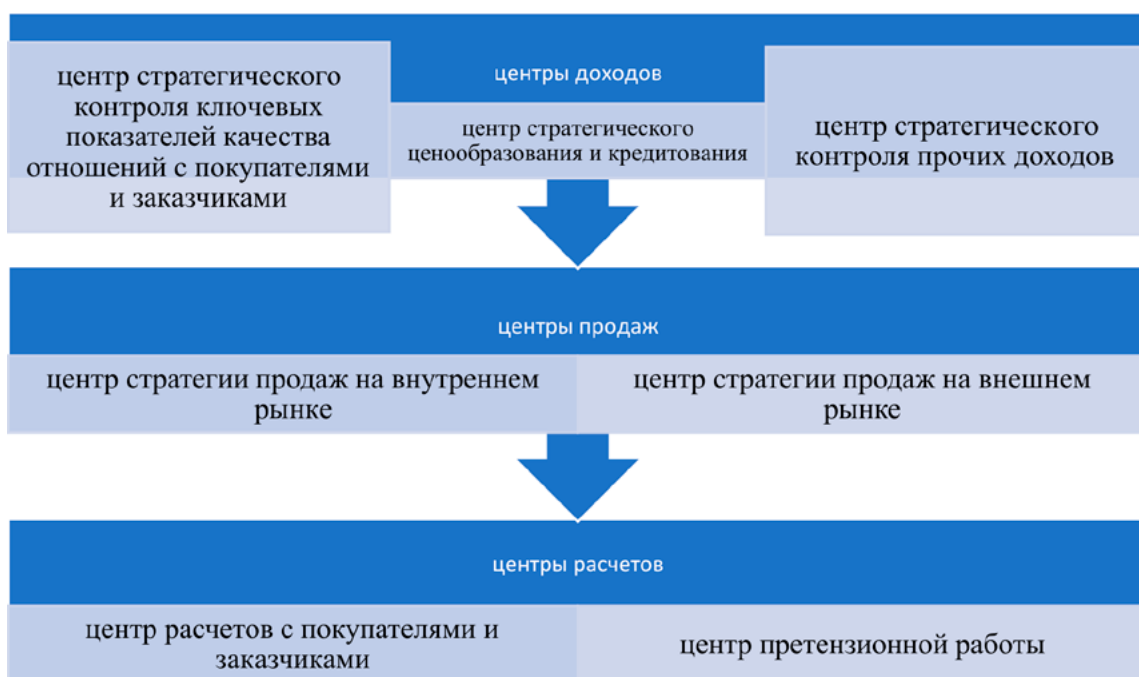 центры доходов
центр стратегического
контроля ключевых
показателей качества
отношений с покупателями
и заказчиками
центр стратегического
ценообразования и кредитования
центр стратегического
контроля прочих доходов
центры продаж
центр стратегии продаж на внутреннем
рынке
центр стратегии продаж на внешнем
рынке
центры расчетов
центр расчетов с покупателями и
заказчиками
центр претензионной работы